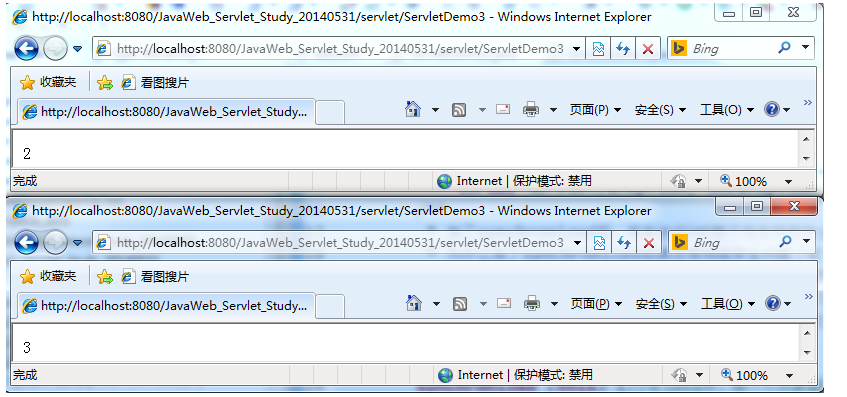 http://localhost:8080/JavaWeb_Servlet_Study_20140531/servlet/ServletDemo3 - Windows Internet Explorer
http://localhost:8080/JavaWeb_Servlet_Study_20140531/servlet/ServletDemo3 Bing
收藏夹 看图搜片
http://localhost:8080/JavaWeb_Servlet_Study... 页面(P) 安全(S) 工具(O) »
2
完成 Internet | 保护模式: 禁用 100%
http://localhost:8080/JavaWeb_Servlet_Study_20140531/servlet/ServletDemo3 - Windows Internet Explorer
http://localhost:8080/JavaWeb_Servlet_Study_20140531/servlet/ServletDemo3 Bing
收藏夹 看图搜片
http://localhost:8080/JavaWeb_Servlet_Study... 页面(P) 安全(S) 工具(O) »
3
完成 Internet | 保护模式: 禁用 100%